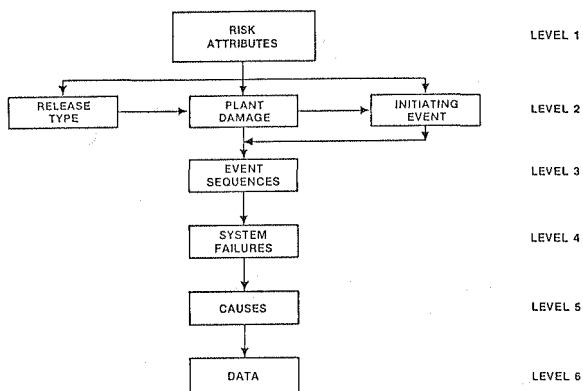 RISK
ATTRIBUTES
LEVEL 1
RELEASE
TYPE
PLANT
DAMAGE
INITIATING
EVENT
LEVEL 2
EVENT
SEQUENCES
LEVEL 3
SYSTEM
FAILURES
LEVEL 4
CAUSES
LEVEL 5
DATA
LEVEL 6